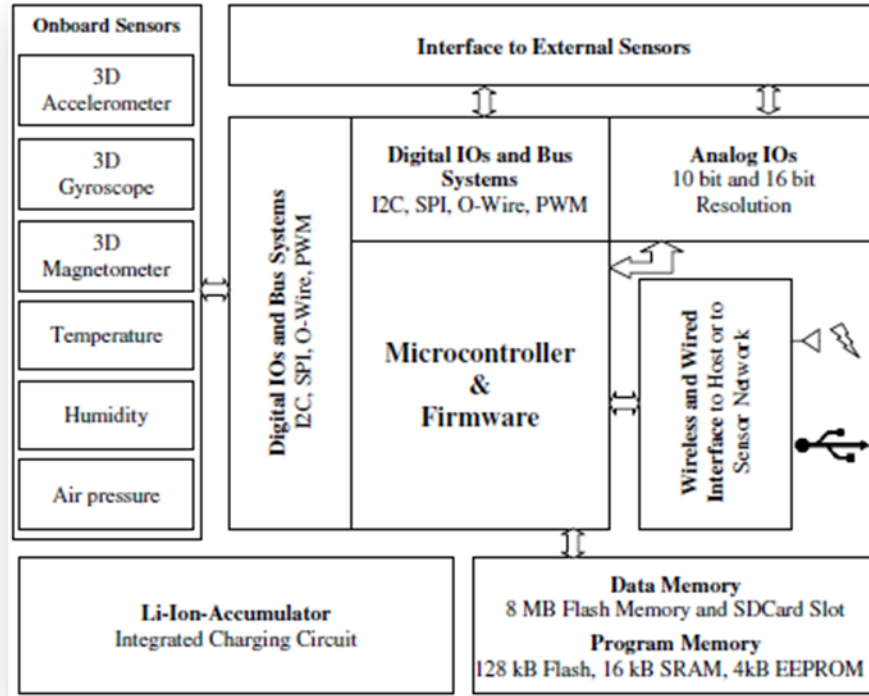 Onboard Sensors
3D
Accelerometer
3D
Gyroscope
3D
Magnetometer
Temperature
Humidity
Air pressure
Interface to External Sensors
Digital IOs and Bus Systems
I2C, SPI, O-Wire, PWM
Digital IOs and Bus
Systems
I2C, SPI, O-Wire, PWM
Analog IOs
10 bit and 16 bit
Resolution
Microcontroller
&
Firmware
Wireless and Wired
Interface to Host or to
Sensor Network
Li-Ion-Accumulator
Integrated Charging Circuit
Data Memory
8 MB Flash Memory and SDCard Slot
Program Memory
128 kB Flash, 16 kB SRAM, 4kB EEPROM